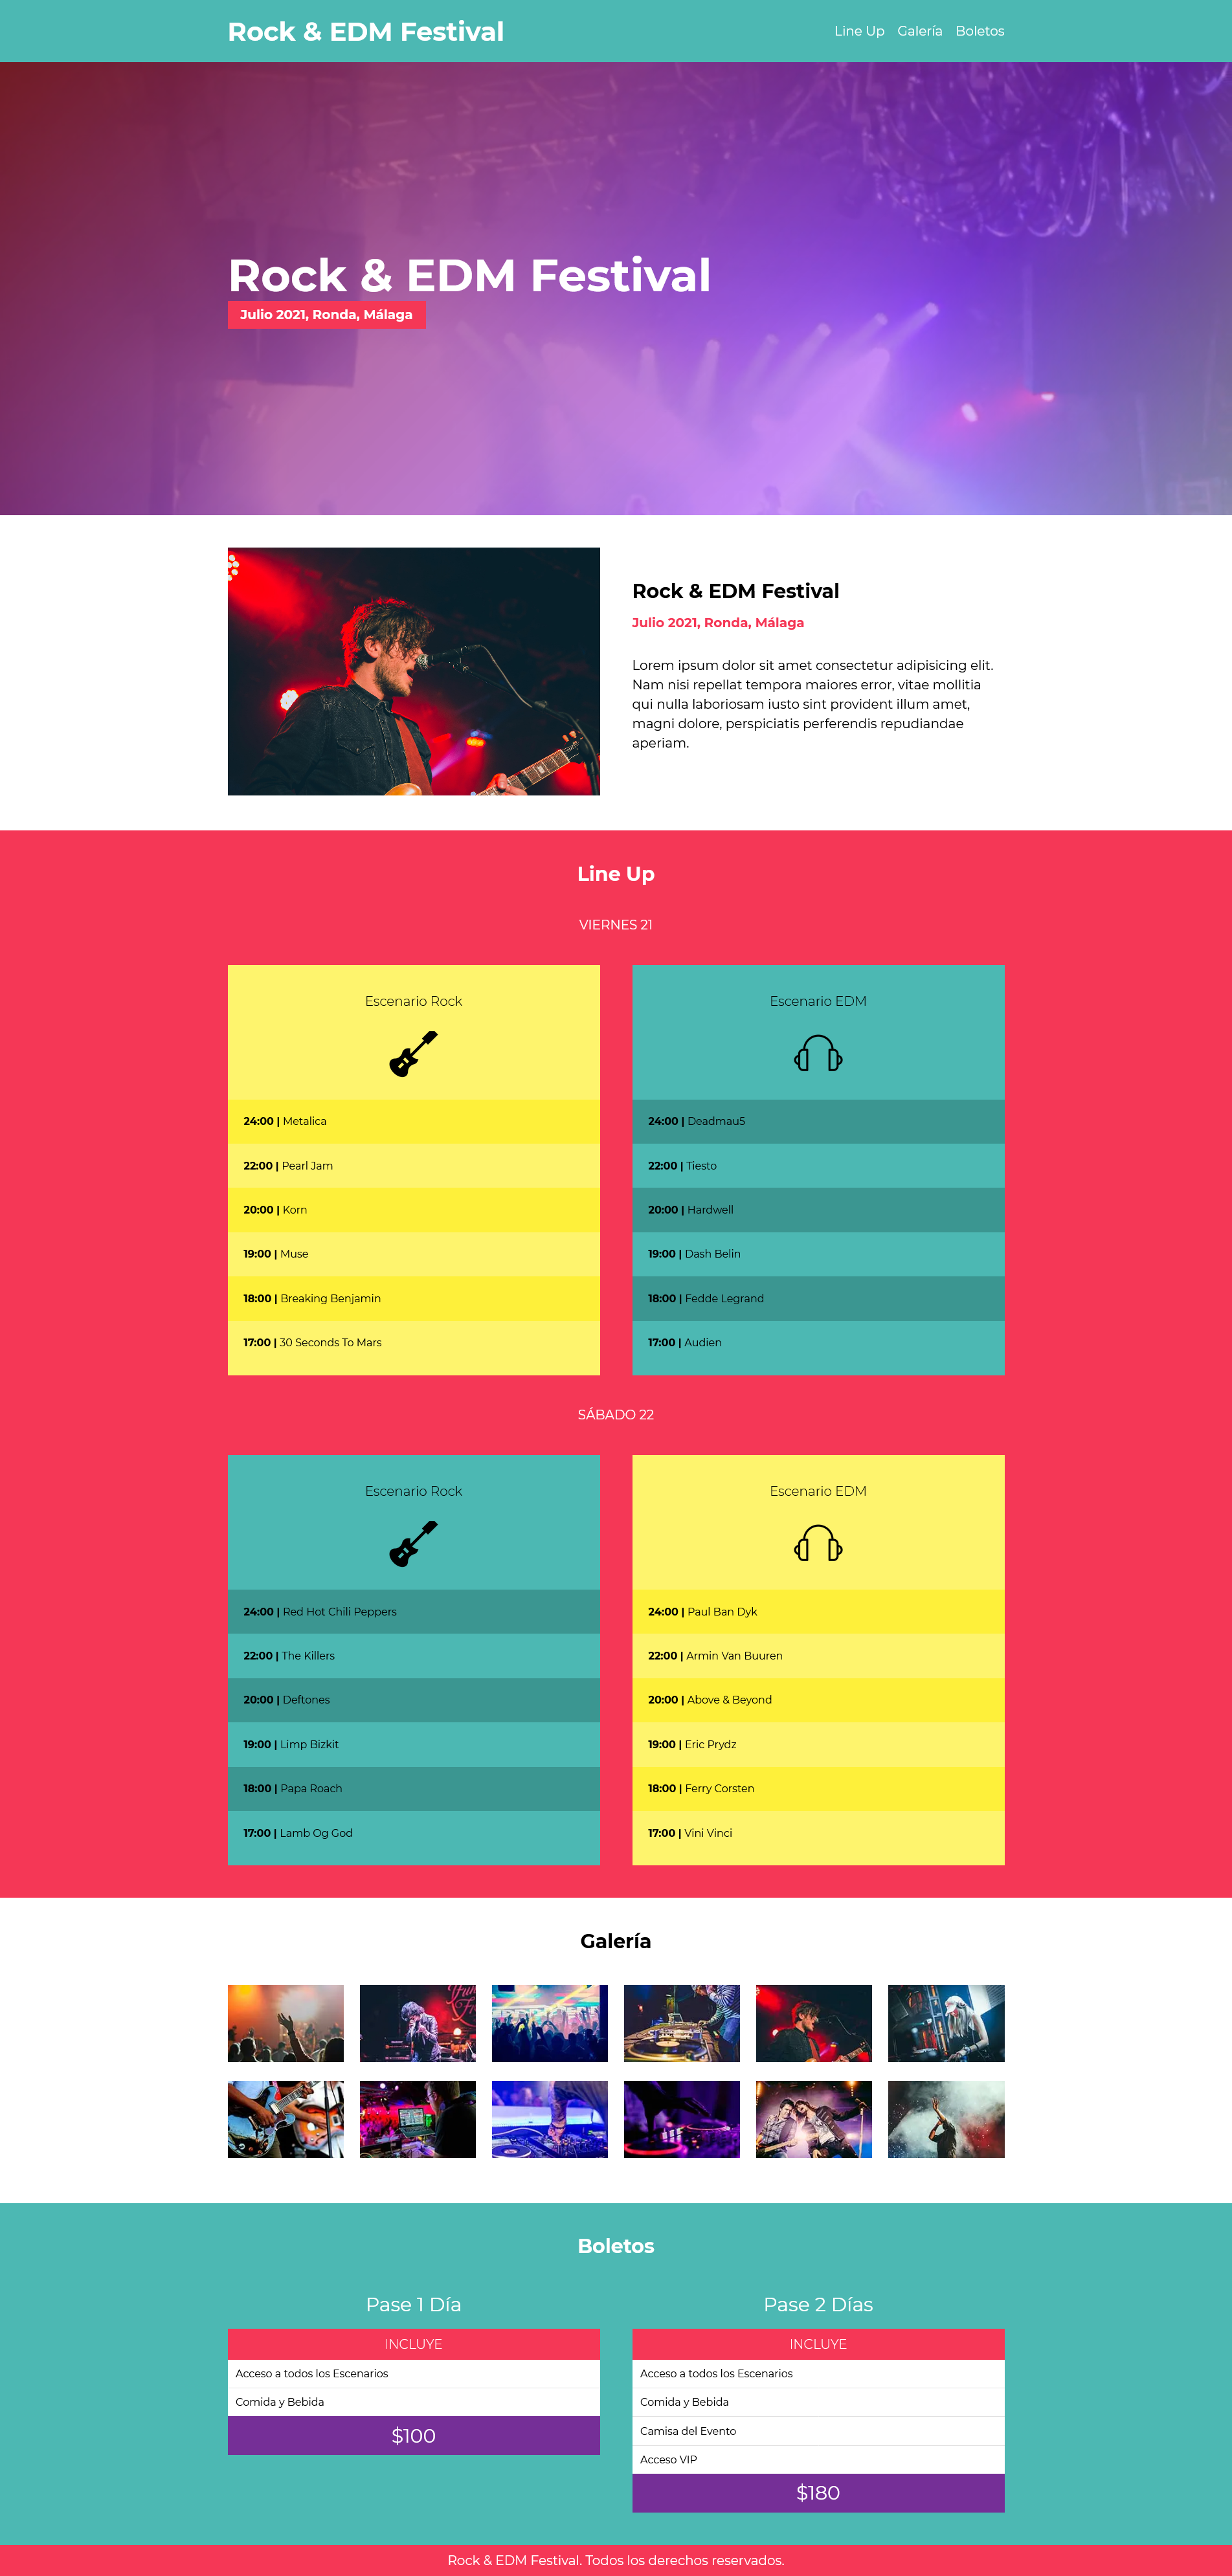 Rock & EDM Festival
Line Up Galería Boletos
Rock & EDM Festival
Julio 2021, Ronda, Málaga
Rock & EDM Festival
Julio 2021, Ronda, Málaga
Lorem ipsum dolor sit amet consectetur adipisicing elit.
Nam nisi repellat tempora maiores error, vitae mollitia
qui nulla laboriosam iusto sint provident illum amet,
magni dolore, perspiciatis perferendis repudiandae
aperiam.
Line Up
VIERNES 21
Escenario Rock
24:00 | Metalica
22:00 | Pearl Jam
20:00 | Korn
19:00 | Muse
18:00 | Breaking Benjamin
17:00 | 30 Seconds To Mars
Escenario EDM
24:00 | Deadmau5
22:00 | Tiesto
20:00 | Hardwell
19:00 | Dash Belin
18:00 | Fedde Legrand
17:00 | Audien
SÁBADO 22
Escenario Rock
24:00 | Red Hot Chili Peppers
22:00 | The Killers
20:00 | Deftones
19:00 | Limp Bizkit
18:00 | Papa Roach
17:00 | Lamb Og God
Escenario EDM
24:00 | Paul Ban Dyk
22:00 | Armin Van Buuren
20:00 | Above & Beyond
19:00 | Eric Prydz
18:00 | Ferry Corsten
17:00 | Vini Vinci
Galería
Boletos
Pase 1 Día
INCLUYE
Acceso a todos los Escenarios
Comida y Bebida
$100
Pase 2 Días
INCLUYE
Acceso a todos los Escenarios
Comida y Bebida
Camisa del Evento
Acceso VIP
$180
Rock & EDM Festival. Todos los derechos reservados.